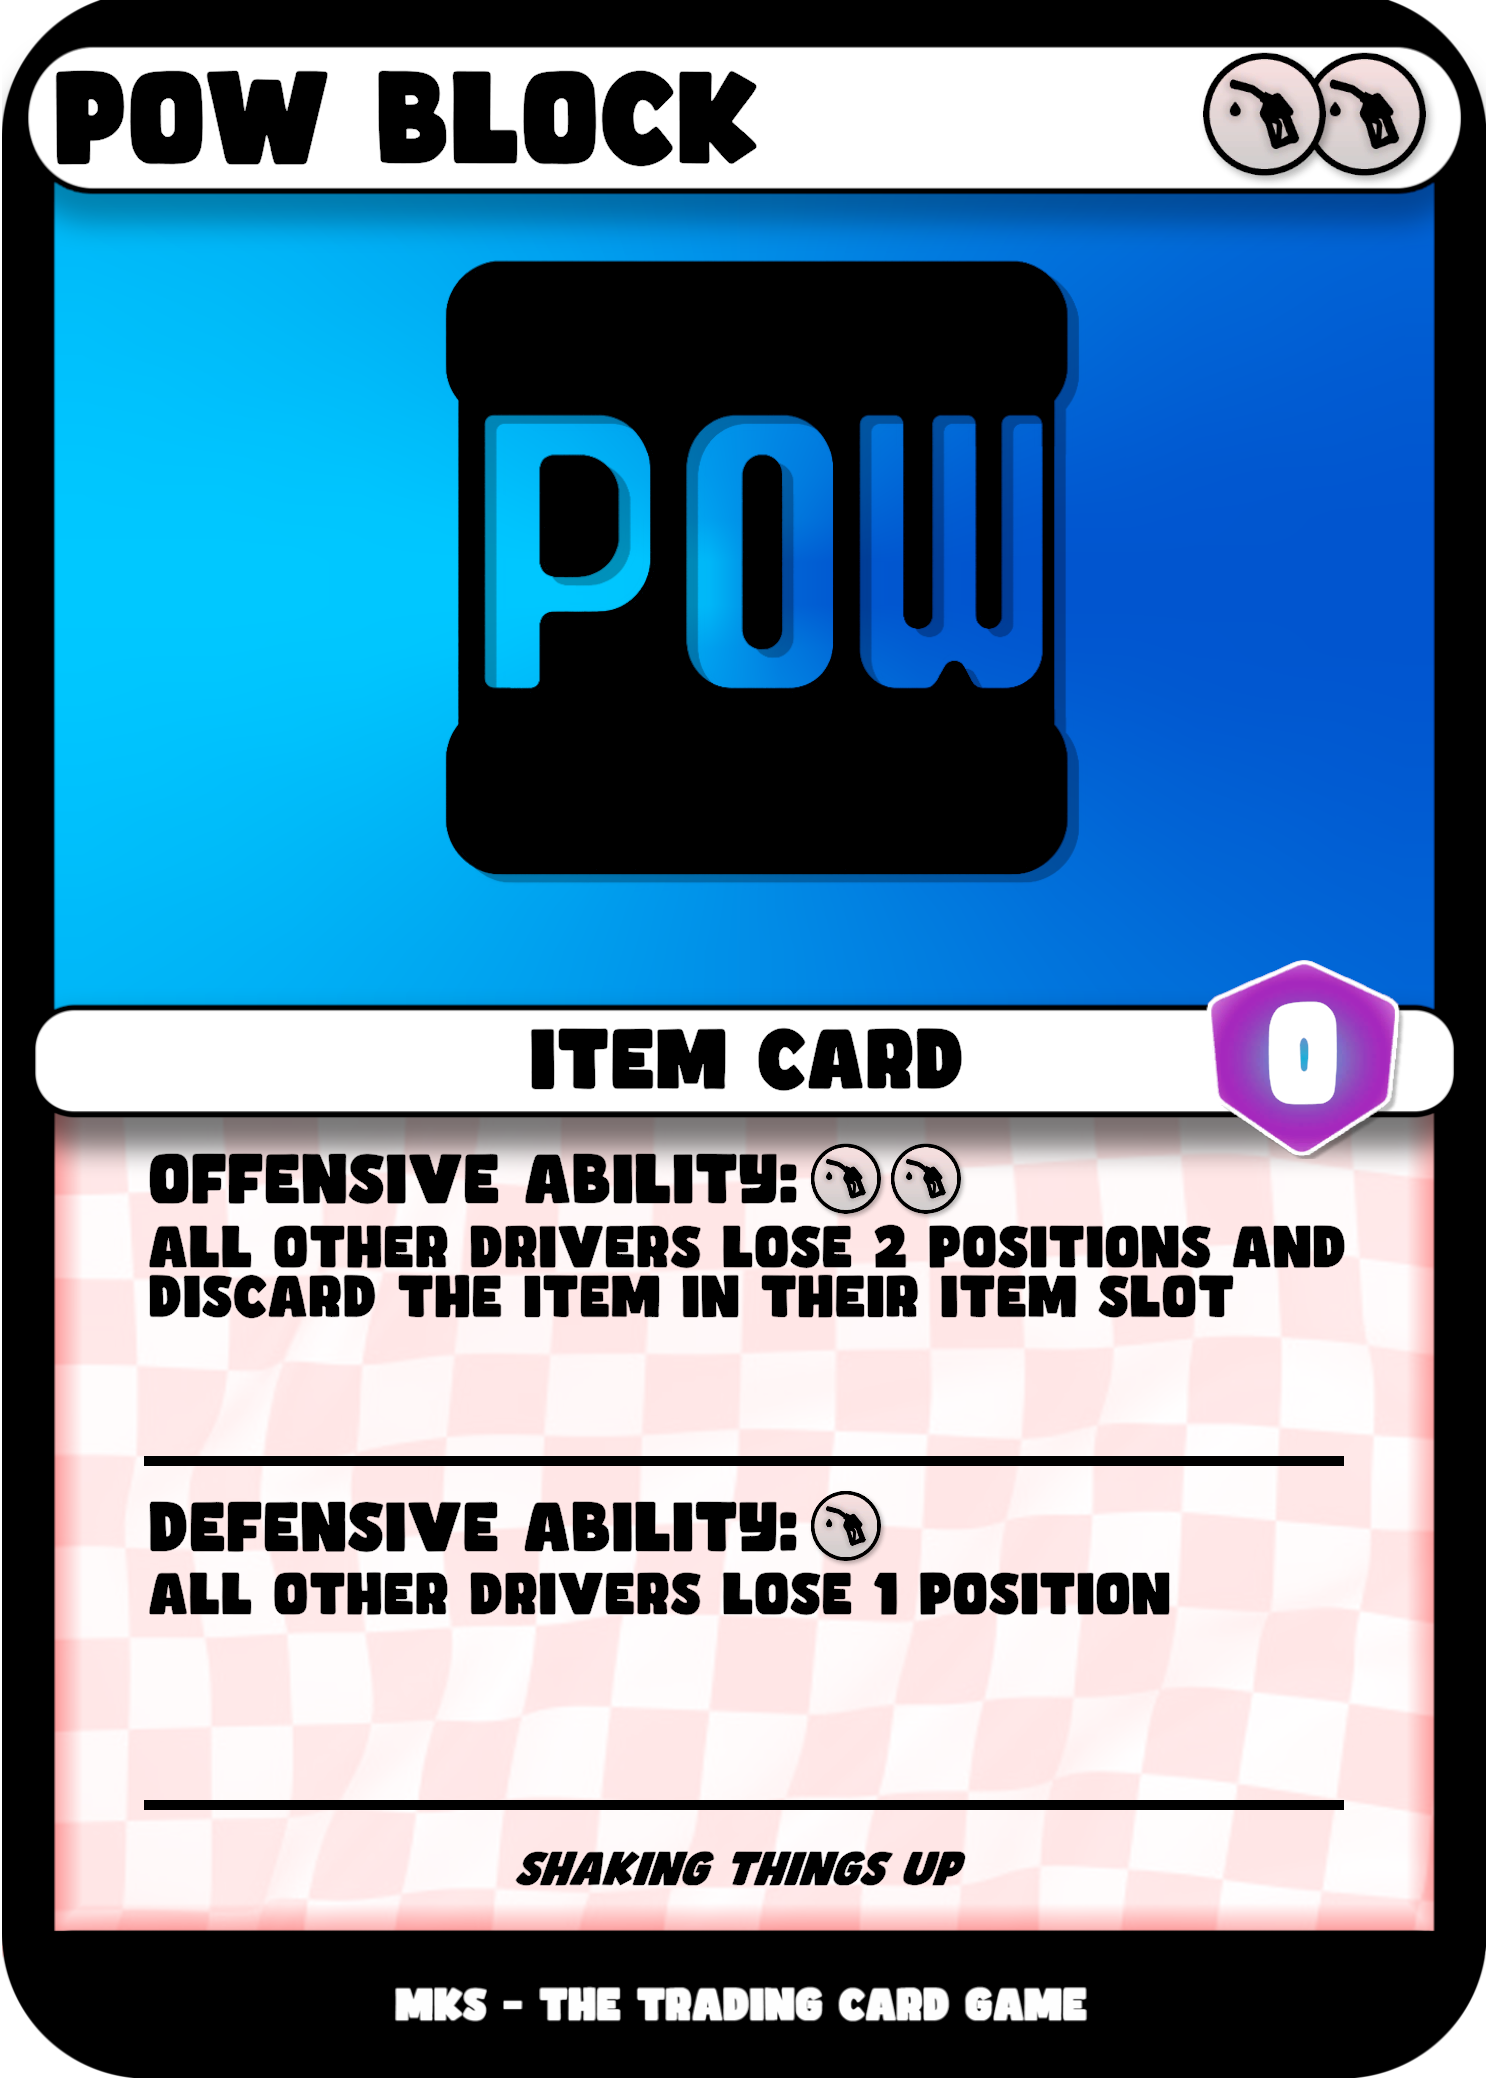 POW BLOCK
POW
ITEM CARD
0
OFFENSIVE ABILITY:
ALL OTHER DRIVERS LOSE 2 POSITIONS AND
DISCARD THE ITEM IN THEIR ITEM SLOT
DEFENSIVE ABILITY:
ALL OTHER DRIVERS LOSE 1 POSITION
SHAKING THINGS UP
MKS - THE TRADING CARD GAME